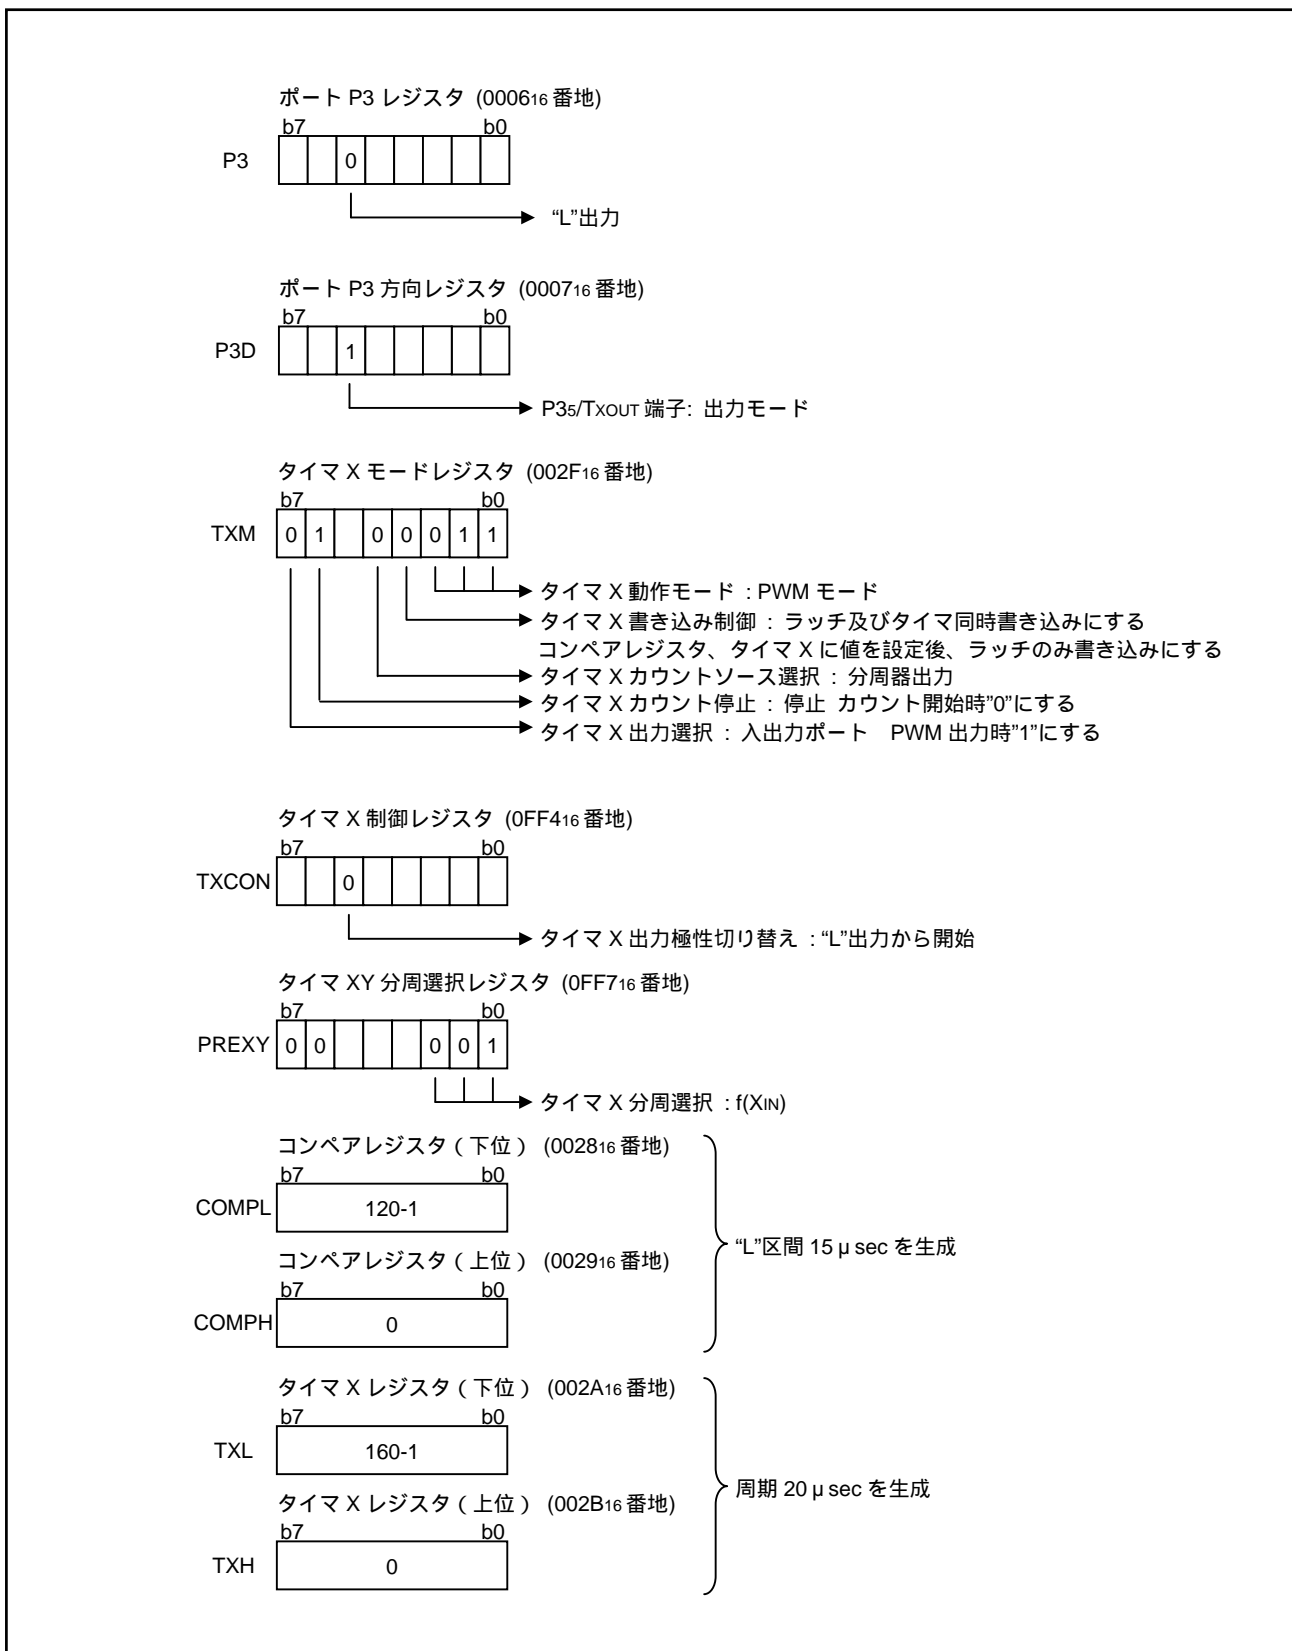 ポート P3 レジスタ (000616 番地)
b7 b0
P3 0
“L”出力
ポート P3 方向レジスタ (000716 番地)
b7 b0
P3D 1
P35/TXOUT 端子: 出力モード
タイマ X モードレジスタ (002F16 番地)
b7 b0
TXM 0 1 0 0 0 1 1
タイマ X 動作モード : PWM モード
タイマ X 書き込み制御 : ラッチ及びタイマ同時書き込みにする
コンペアレジスタ、タイマ X に値を設定後、ラッチのみ書き込みにする
タイマ X カウントソース選択 : 分周器出力
タイマ X カウント停止 : 停止 カウント開始時”0”にする
タイマ X 出力選択 : 入出力ポート PWM 出力時”1”にする
タイマ X 制御レジスタ (0FF416 番地)
b7 b0
TXCON 0
タイマ X 出力極性切り替え : “L”出力から開始
タイマ XY 分周選択レジスタ (0FF716 番地)
b7 b0
PREXY 0 0 0 0 1
タイマ X 分周選択 : f(XIN)
コンペアレジスタ(下位) (002816 番地)
b7 b0
COMPL 120-1
“L”区間 15 μ sec を生成
コンペアレジスタ(上位) (002916 番地)
b7 b0
COMPH 0
タイマ X レジスタ(下位) (002A16 番地)
b7 b0
TXL 160-1
周期 20 μ sec を生成
タイマ X レジスタ(上位) (002B16 番地)
b7 b0
TXH 0